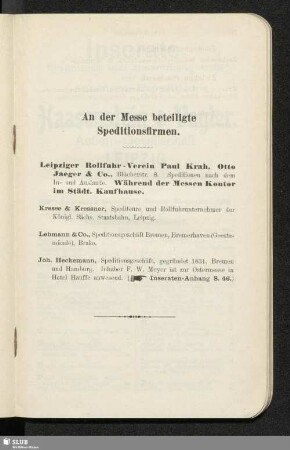 An der Messe beteiligte
Speditionsfirmen.
Leipziger Rollfuhr-Verein Paul Krah, Otto
Jaeger & Co., Blücherstr. 9. Speditionen nach dem
In- und Auslande. Während der Messen Kontor
im Städt. Kaufhause.
Kresse & Kressner, Spediteure und Rollfuhrunternehmer der
Königl. Sächs. Staatsbahn, Leipzig.
Lehmann & Co., Speditionsgeschäft Bremen, Bremerhaven (Geeste-
münde), Brake.
Joh. Heckemann, Speditionsgeschäft, gegründet 1831, Bremen
und Hamburg. Inhaber F. W. Meyer ist zur Ostermesse in
Hotel Hauffe anwesend. (☛ Inseraten-Anhang S. 46.)
SLUB